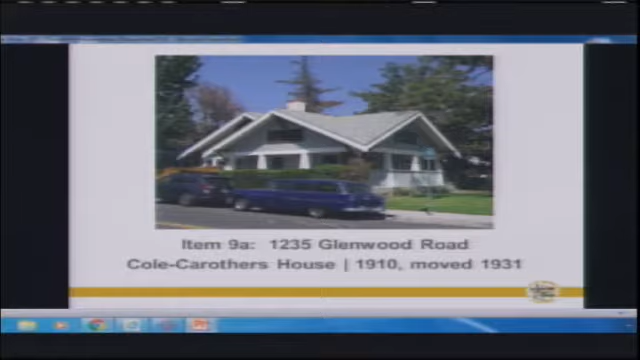 Item 9a: 1235 Glenwood Road
Cole-Carothers House | 1910, moved 1931